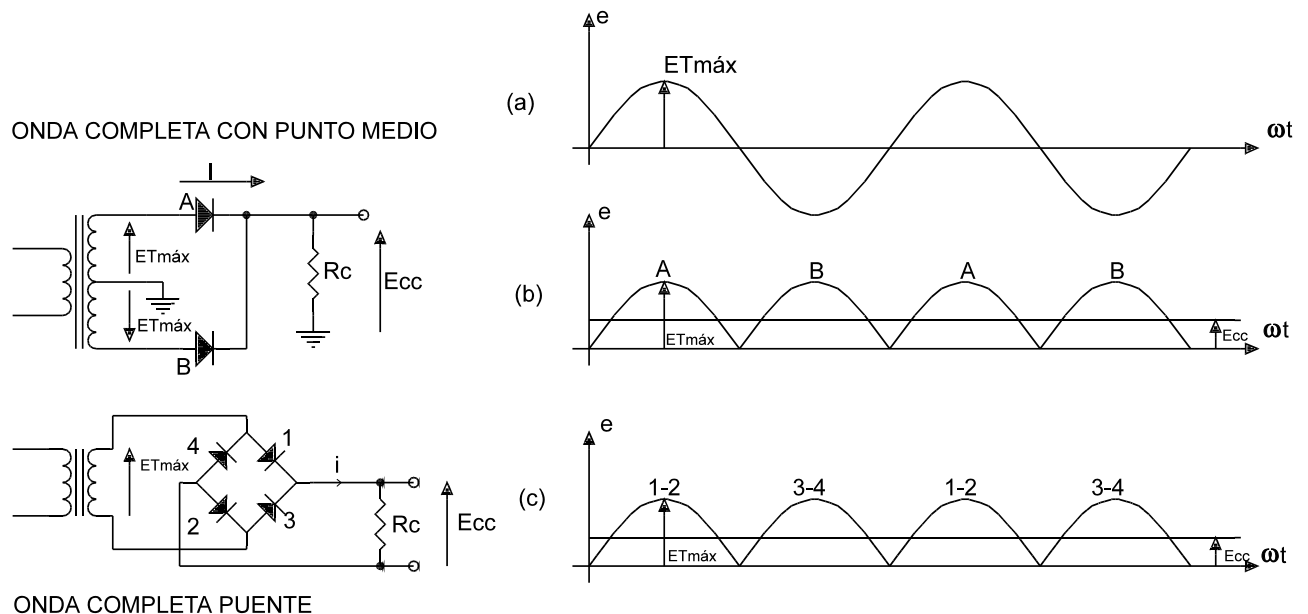 ONDA COMPLETA CON PUNTO MEDIO
I
A
ETmáx
ETmáx
B
Rc
Ecc
4
1
2
3
i
ETmáx
Rc
Ecc
ONDA COMPLETA PUENTE
(a)
e
ETmáx
ωt
(b)
e
A
B
A
B
ETmáx
Ecc
ωt
(c)
e
1-2
3-4
1-2
3-4
ETmáx
Ecc
ωt